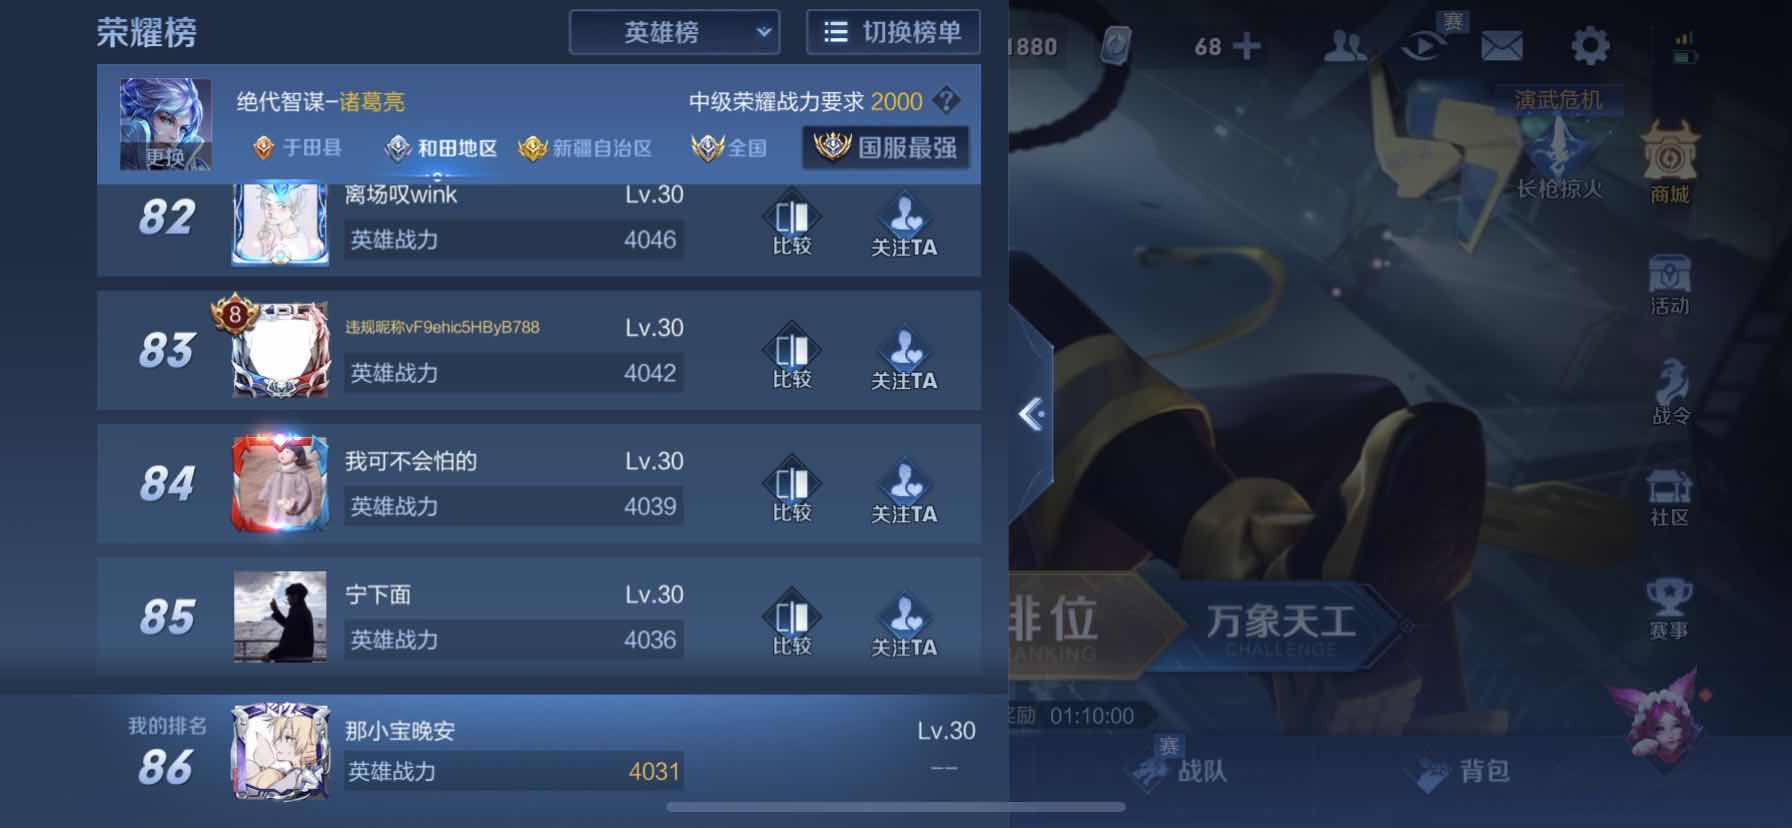 荣耀榜
英雄榜
切换榜单
绝代智谋-诸葛亮
中级荣耀战力要求 2000 ?
更换
于田县
和田地区
新疆自治区
全国
国服最强
82
离场叹wink
Lv.30
英雄战力
4046
比较
关注TA
83
8
违规昵称vF9ehic5HByB788
Lv.30
英雄战力
4042
比较
关注TA
84
我可不会怕的
Lv.30
英雄战力
4039
比较
关注TA
85
宁下面
Lv.30
英雄战力
4036
比较
关注TA
我的排名
86
那小宝晚安
Lv.30
英雄战力
4031
--
1880
68
赛
演武危机
长枪掠火
商城
活动
战令
社区
赛事
排位
RANKING
万象天工
CHALLENGE
奖励 01:10:00
赛
战队
背包